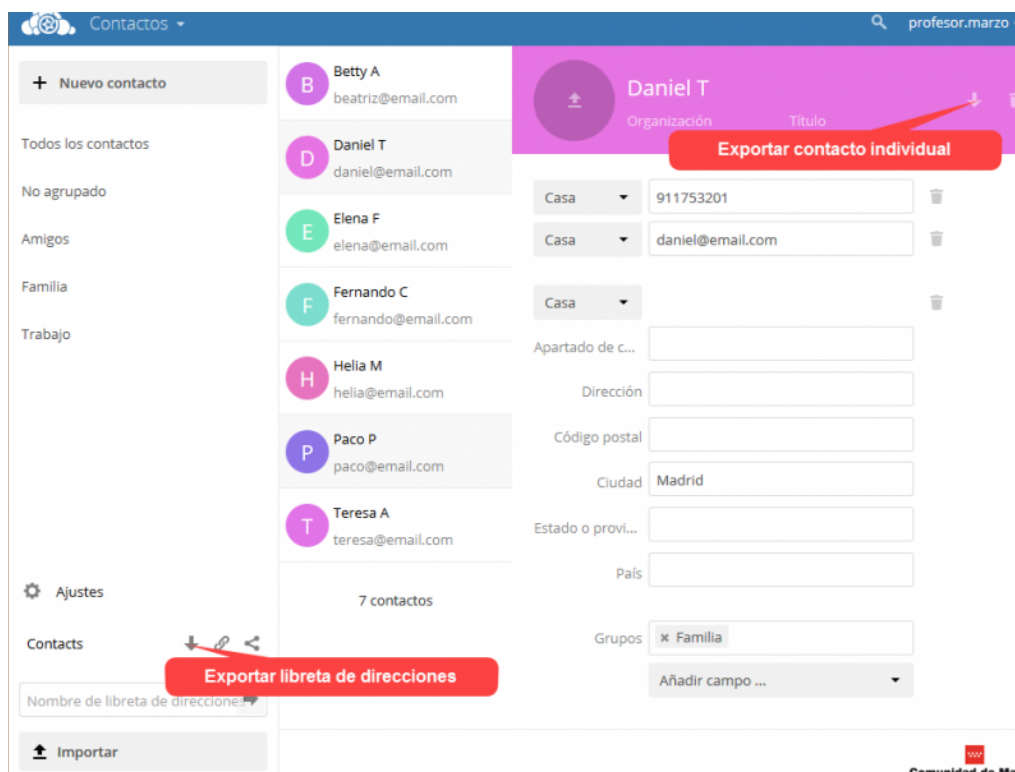 Contactos
profesor.marzo
Nuevo contacto
Todos los contactos
No agrupado
Amigos
Familia
Trabajo
Ajustes
Contacts
Exportar libreta de direcciones
Nombre de libreta de direcciones
Importar
B
Betty A
beatriz@email.com
D
Daniel T
daniel@email.com
E
Elena F
elena@email.com
F
Fernando C
fernando@email.com
H
Helia M
helia@email.com
P
Paco P
paco@email.com
T
Teresa A
teresa@email.com
7 contactos
Daniel T
Organización Título
Exportar contacto individual
Casa 911753201
Casa daniel@email.com
Casa
Apartado de c...
Dirección
Código postal
Ciudad Madrid
Estado o provi...
País
Grupos × Familia
Añadir campo ...
Comunidad de